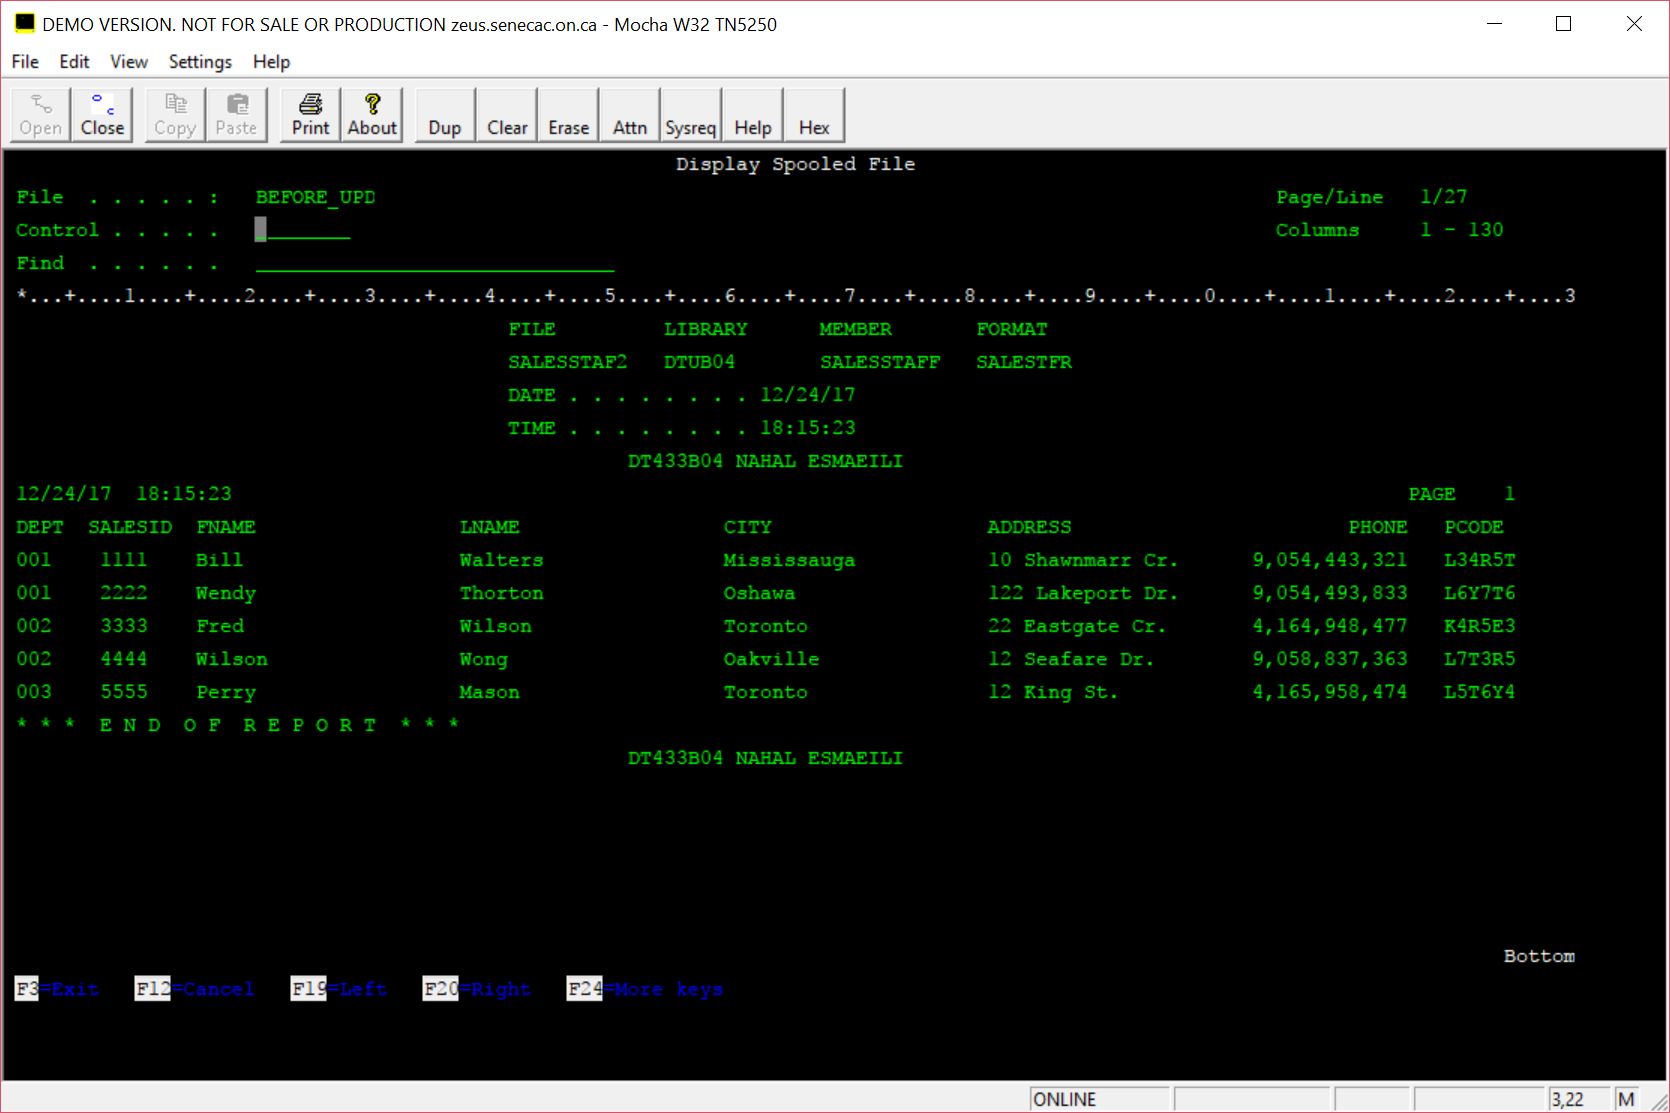 DEMO VERSION. NOT FOR SALE OR PRODUCTION zeus.senecac.on.ca - Mocha W32 TN5250
File Edit View Settings Help
Open Close Copy Paste Print About Dup Clear Erase Attn Sysreq Help Hex
Display Spooled File
File . . . . . : BEFORE_UPD Page/Line 1/27
Control . . . . . Columns 1 - 130
Find . . . . . .
*...+....1....+....2....+....3....+....4....+....5....+....6....+....7....+....8....+....9....+....0....+....1....+....2....+....3
FILE LIBRARY MEMBER FORMAT
SALESSTAF2 DTUB04 SALESSTAFF SALESTFR
DATE . . . . . . . . 12/24/17
TIME . . . . . . . . 18:15:23
DT433B04 NAHAL ESMAEILI
12/24/17 18:15:23 PAGE 1
DEPT SALESID FNAME LNAME CITY ADDRESS PHONE PCODE
001 1111 Bill Walters Mississauga 10 Shawnmarr Cr. 9,054,443,321 L34R5T
001 2222 Wendy Thorton Oshawa 122 Lakeport Dr. 9,054,493,833 L6Y7T6
002 3333 Fred Wilson Toronto 22 Eastgate Cr. 4,164,948,477 K4R5E3
002 4444 Wilson Wong Oakville 12 Seafare Dr. 9,058,837,363 L7T3R5
003 5555 Perry Mason Toronto 12 King St. 4,165,958,474 L5T6Y4
* * * E N D O F R E P O R T * * *
DT433B04 NAHAL ESMAEILI
Bottom
F3=Exit F12=Cancel F19=Left F20=Right F24=More keys
ONLINE 3,22 M